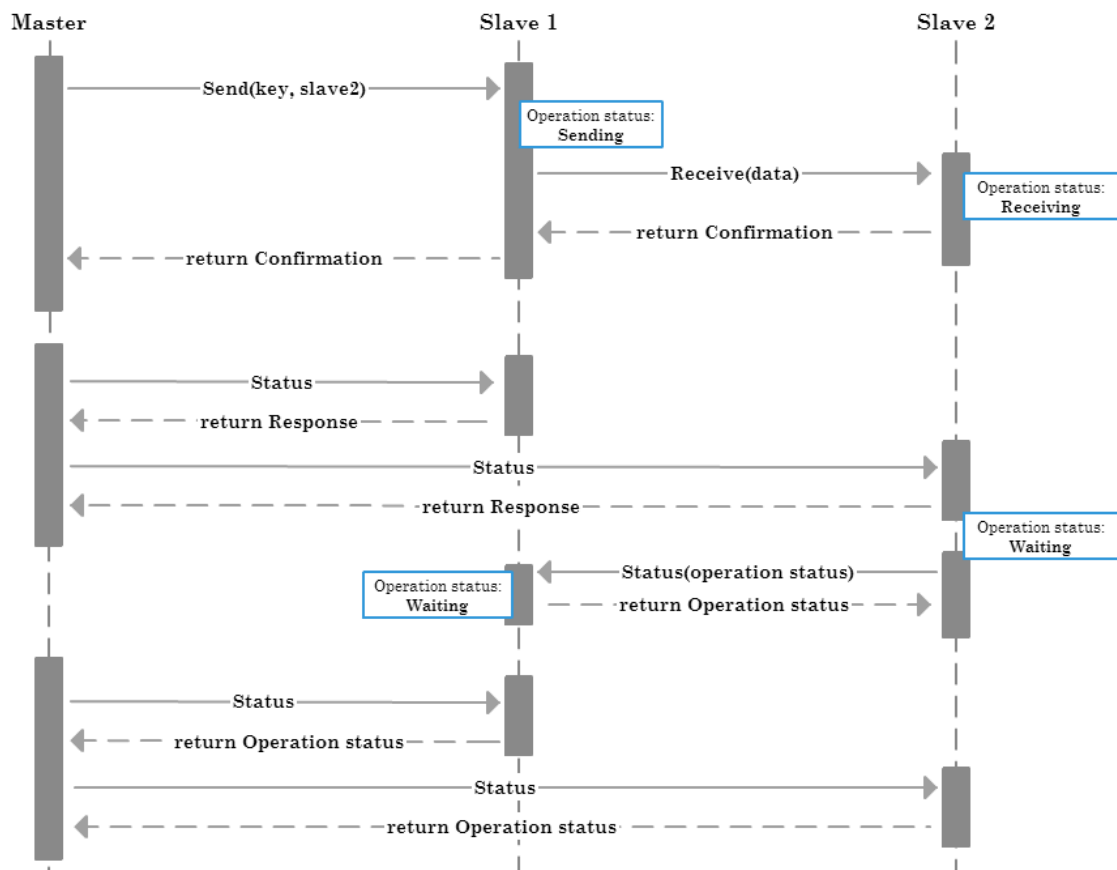 Master
Slave 1
Slave 2
Send(key, slave2)
Operation status:
Sending
Receive(data)
Operation status:
Receiving
return Confirmation
return Confirmation
Status
return Response
Status
return Response
Operation status:
Waiting
Status(operation status)
Operation status:
Waiting
return Operation status
Status
return Operation status
Status
return Operation status